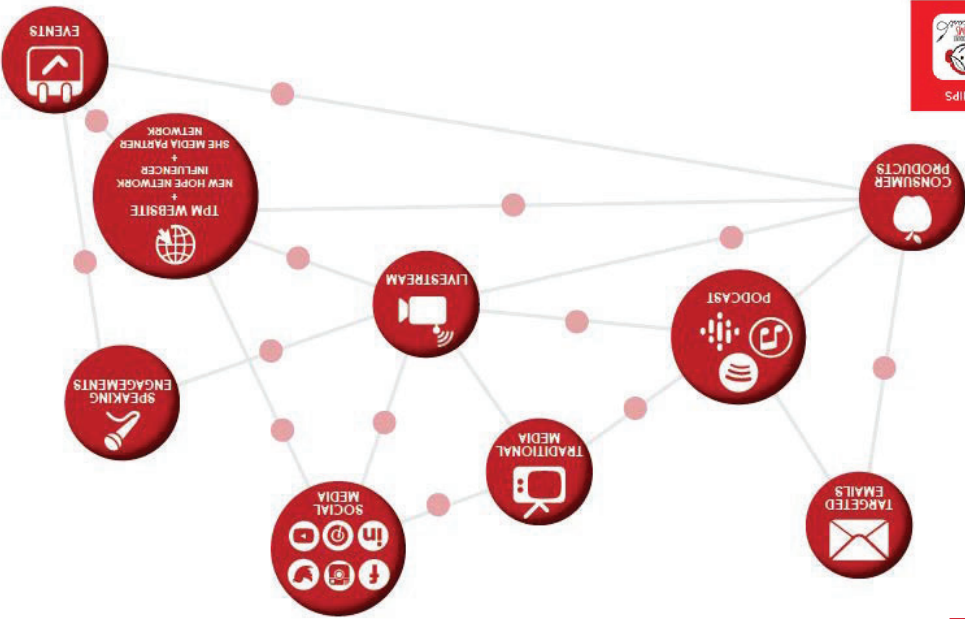 TARGETED
EMAILS
SOCIAL
MEDIA
in
f
TRADITIONAL
MEDIA
SPEAKING
ENGAGEMENTS
PODCAST
LIVESTREAM
CONSUMER
PRODUCTS
TPM WEBSITE
+
NEW HOPE NETWORK
INFLUENCER
+
SHE MEDIA PARTNER
NETWORK
EVENTS